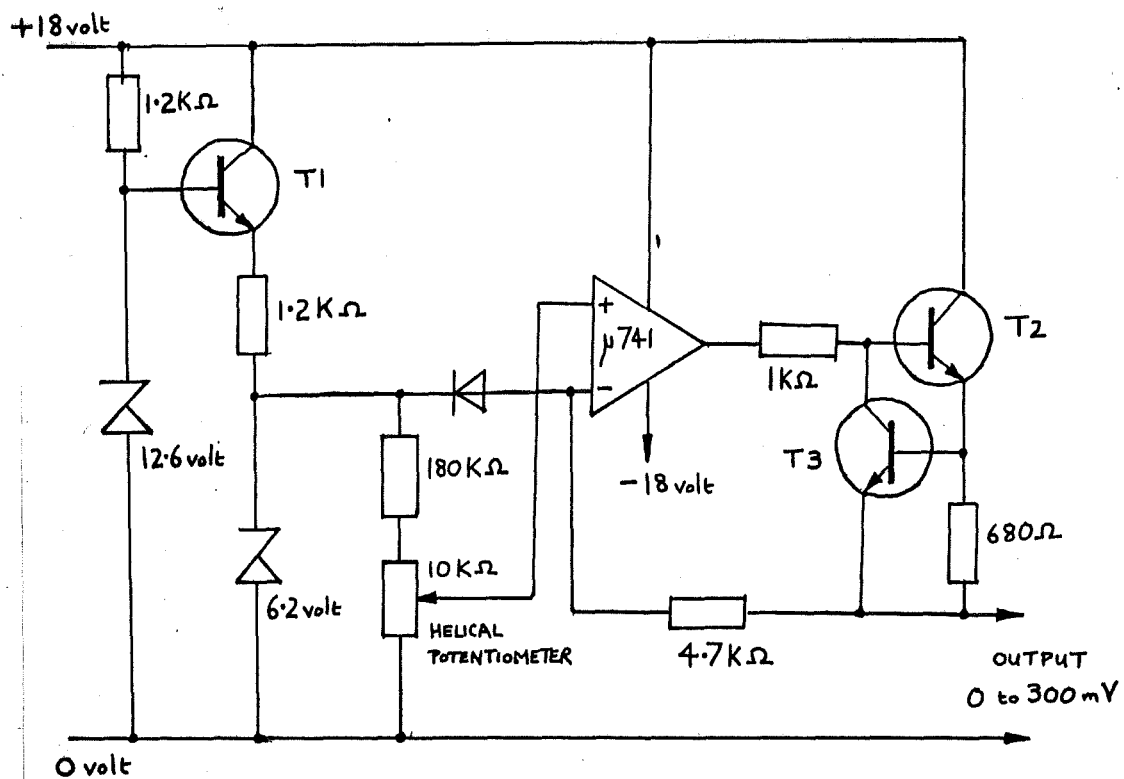 +18 volt
1.2KΩ
T1
1.2KΩ
+
μ741
-
1KΩ
T2
T3
12.6 volt
180KΩ
-18 volt
680Ω
10KΩ
6.2 volt
HELICAL
POTENTIOMETER
4.7KΩ
OUTPUT
0 to 300mV
0 volt